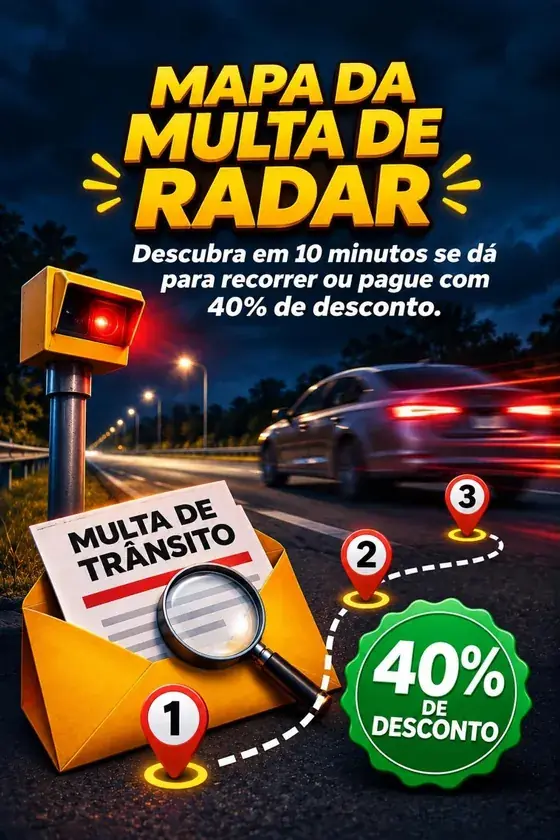 MAPA DA
MULTA DE
RADAR
Descubra em 10 minutos se dá
para recorrer ou pague com
40% de desconto.
MULTA DE
TRÂNSITO
3
2
1
40%
DE
DESCONTO